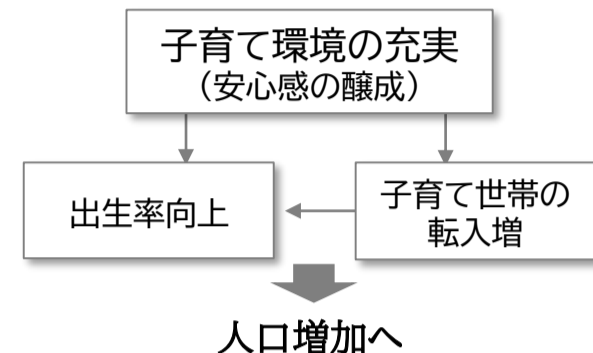 子育て環境の充実
（安心感の醸成）
出生率向上
子育て世帯の
転入増
人口増加へ